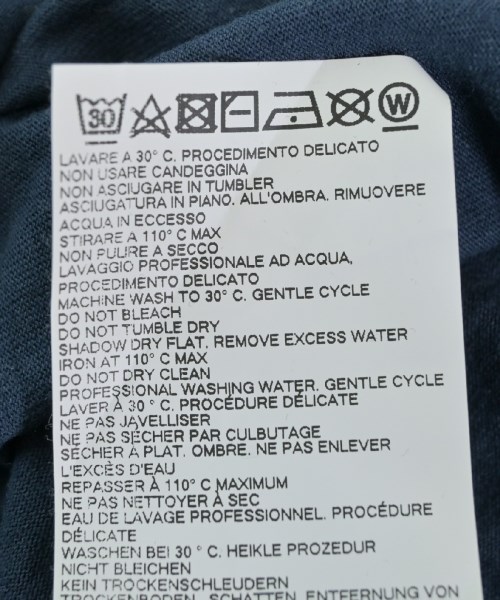 30 W
LAVARE A 30° C. PROCEDIMENTO DELICATO
NON USARE CANDEGGINA
NON ASCIUGARE IN TUMBLER
ASCIUGATURA IN PIANO. ALL'OMBRA. RIMUOVERE
ACQUA IN ECCESSO
STIRARE A 110° C MAX
NON PULIRE A SECCO
LAVAGGIO PROFESSIONALE AD ACQUA,
PROCEDIMENTO DELICATO
MACHINE WASH TO 30° C. GENTLE CYCLE
DO NOT BLEACH
DO NOT TUMBLE DRY
SHADOW DRY FLAT. REMOVE EXCESS WATER
IRON AT 110° C MAX
DO NOT DRY CLEAN
PROFESSIONAL WASHING WATER. GENTLE CYCLE
LAVER À 30 ° C. PROCÉDURE DÉLICATE
NE PAS JAVELLISER
NE PAS SÉCHER PAR CULBUTAGE
SÉCHER À PLAT. OMBRE. NE PAS ENLEVER
L'EXCÈS D'EAU
REPASSER À 110° C MAXIMUM
NE PAS NETTOYER À SEC
EAU DE LAVAGE PROFESSIONNEL. PROCÉDURE
DÉLICATE
WASCHEN BEI 30 ° C. HEIKLE PROZEDUR
NICHT BLEICHEN
KEIN TROCKENSCHLEUDERN
TROCKENBODEN. SCHATTEN. ENTFERNUNG VON